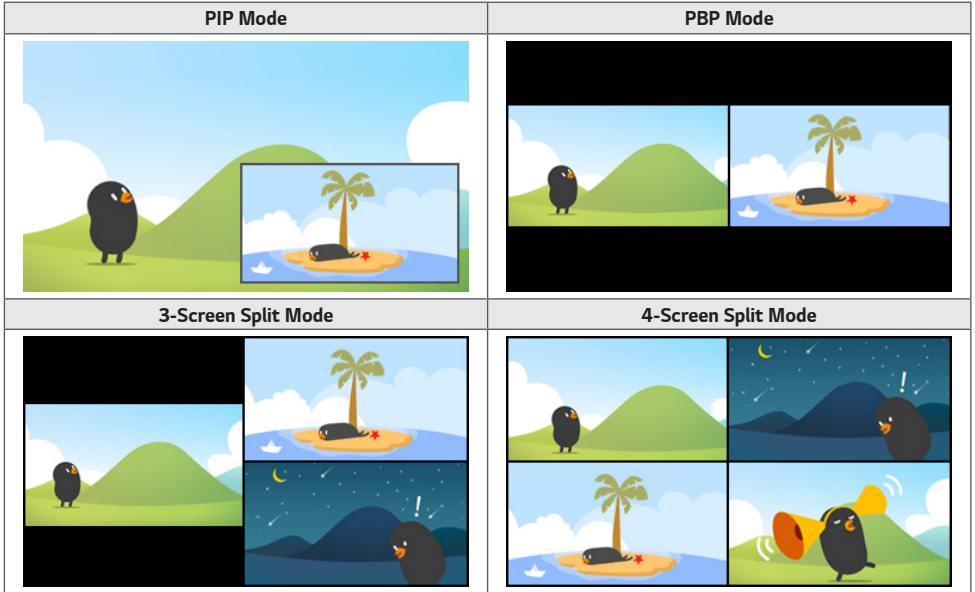 PIP Mode
PBP Mode
3-Screen Split Mode
4-Screen Split Mode